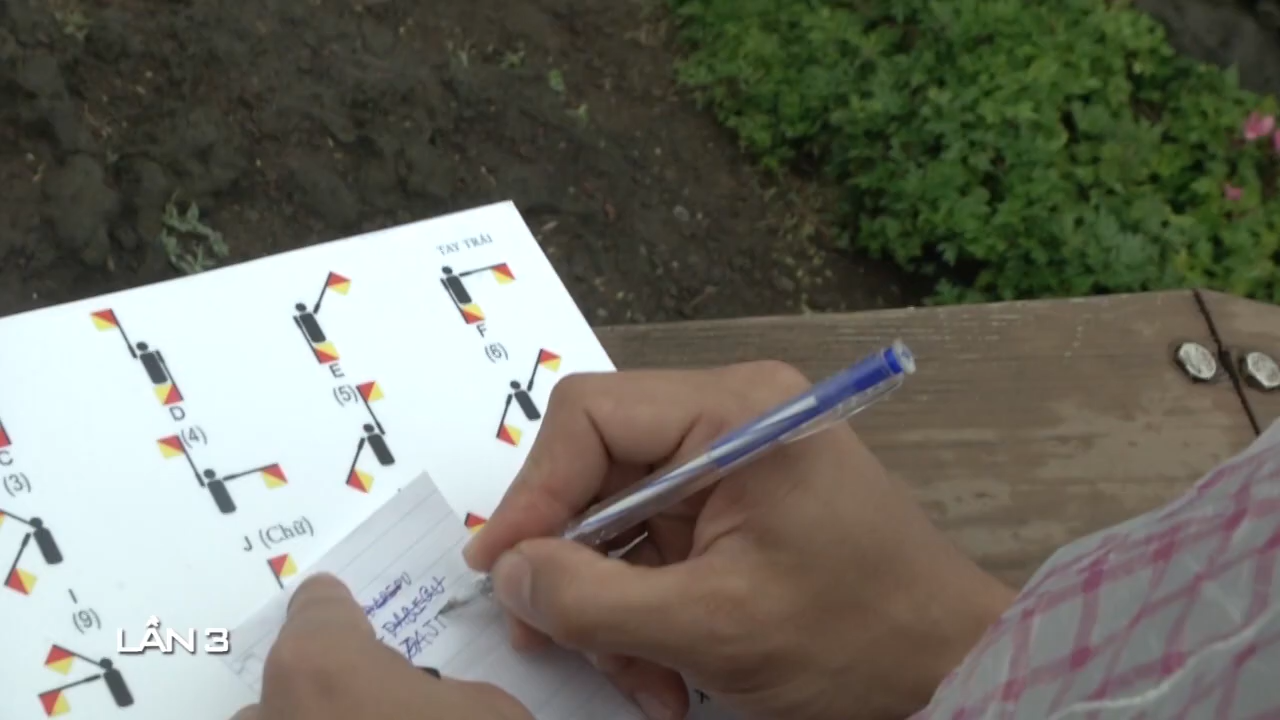 TAY TRÁI
F
(6)
E
(5)
D
(4)
C
(3)
J (Chữ)
I
(9)
LẦN 3